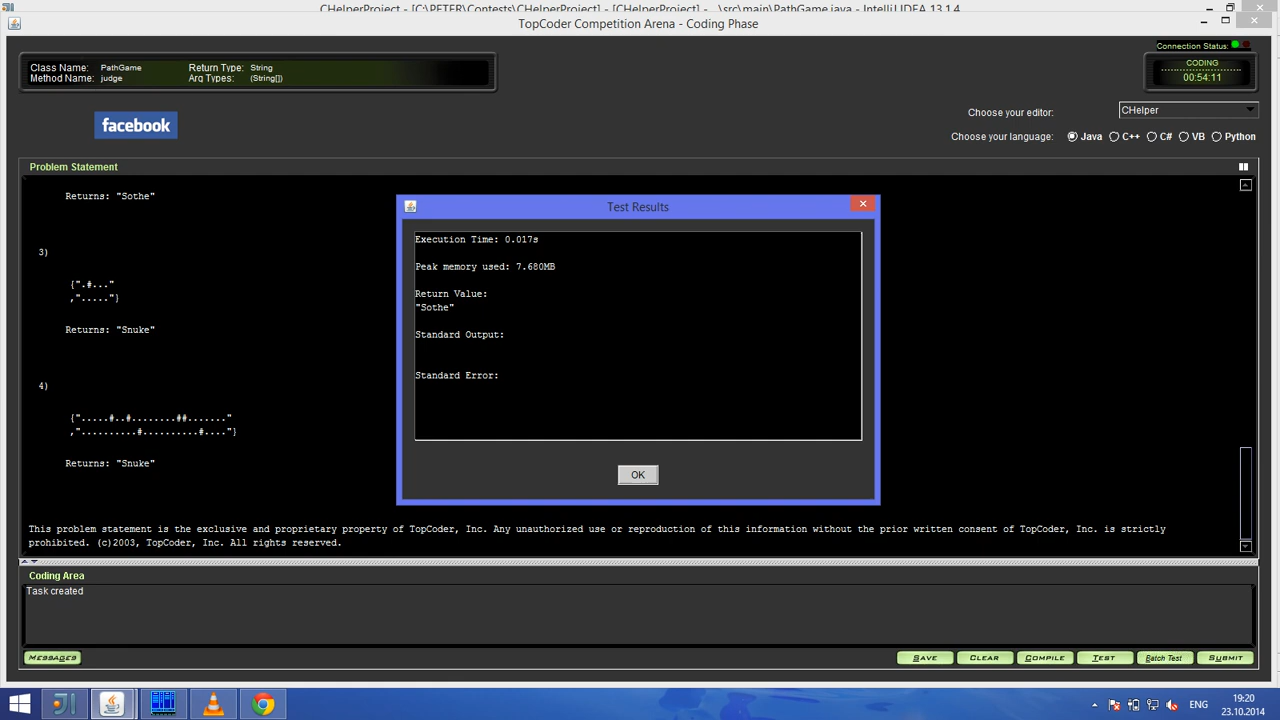 CHelperProject - [C:\PETER\Contests\CHelperProject] - [CHelperProject] - ...\src\main\PathGame.java - IntelliJ IDEA 13.1.4
TopCoder Competition Arena - Coding Phase
Connection Status:
Class Name: PathGame Return Type: String
Method Name: judge Arg Types: (String[])
CODING
00:54:11
facebook
Choose your editor: CHelper
Choose your language: Java C++ C# VB Python
Problem Statement
Returns: "Sothe"
3)
{".#..."
,"....."}
Returns: "Snuke"
4)
{".....#..#........##......."
,"..........#..........#...."}
Returns: "Snuke"
This problem statement is the exclusive and proprietary property of TopCoder, Inc. Any unauthorized use or reproduction of this information without the prior written consent of TopCoder, Inc. is strictly
prohibited. (c)2003, TopCoder, Inc. All rights reserved.
Test Results
Execution Time: 0.017s
Peak memory used: 7.680MB
Return Value:
"Sothe"
Standard Output:
Standard Error:
OK
Coding Area
Task created
MESSAGES SAVE CLEAR COMPILE TEST Batch Test SUBMIT
ENG
19:20
23.10.2014